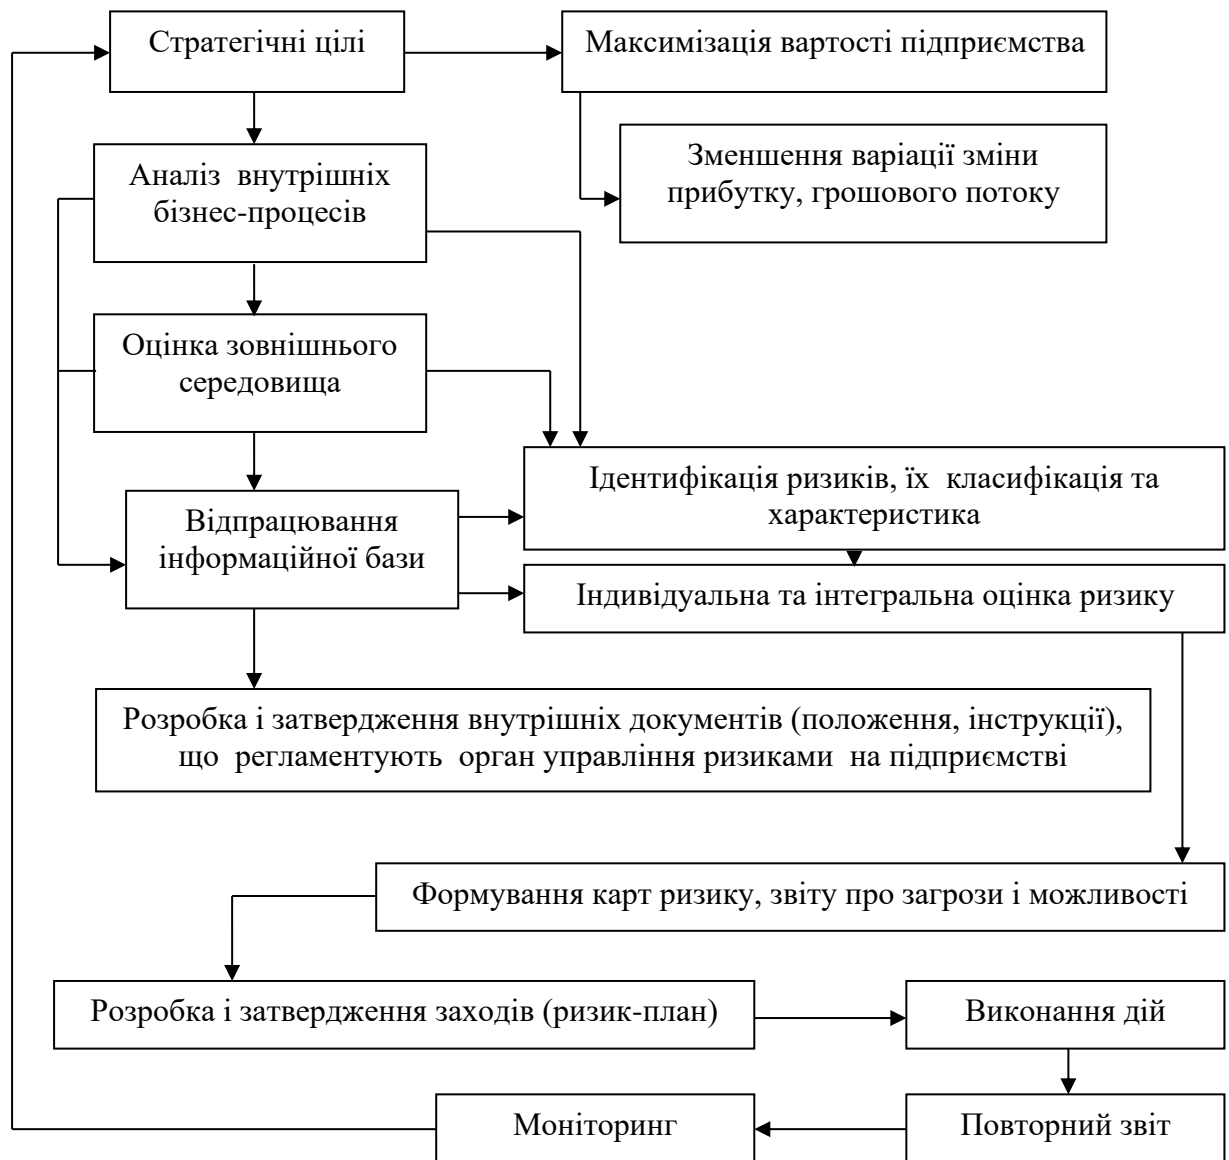 Стратегічні цілі
Максимізація вартості підприємства
Зменшення варіації зміни
прибутку, грошового потоку
Аналіз внутрішніх
бізнес-процесів
Оцінка зовнішнього
середовища
Ідентифікація ризиків, їх класифікація та
характеристика
Відпрацювання
інформаційної бази
Індивідуальна та інтегральна оцінка ризику
Розробка і затвердження внутрішніх документів (положення, інструкції),
що регламентують орган управління ризиками на підприємстві
Формування карт ризику, звіту про загрози і можливості
Розробка і затвердження заходів (ризик-план)
Виконання дій
Моніторинг
Повторний звіт